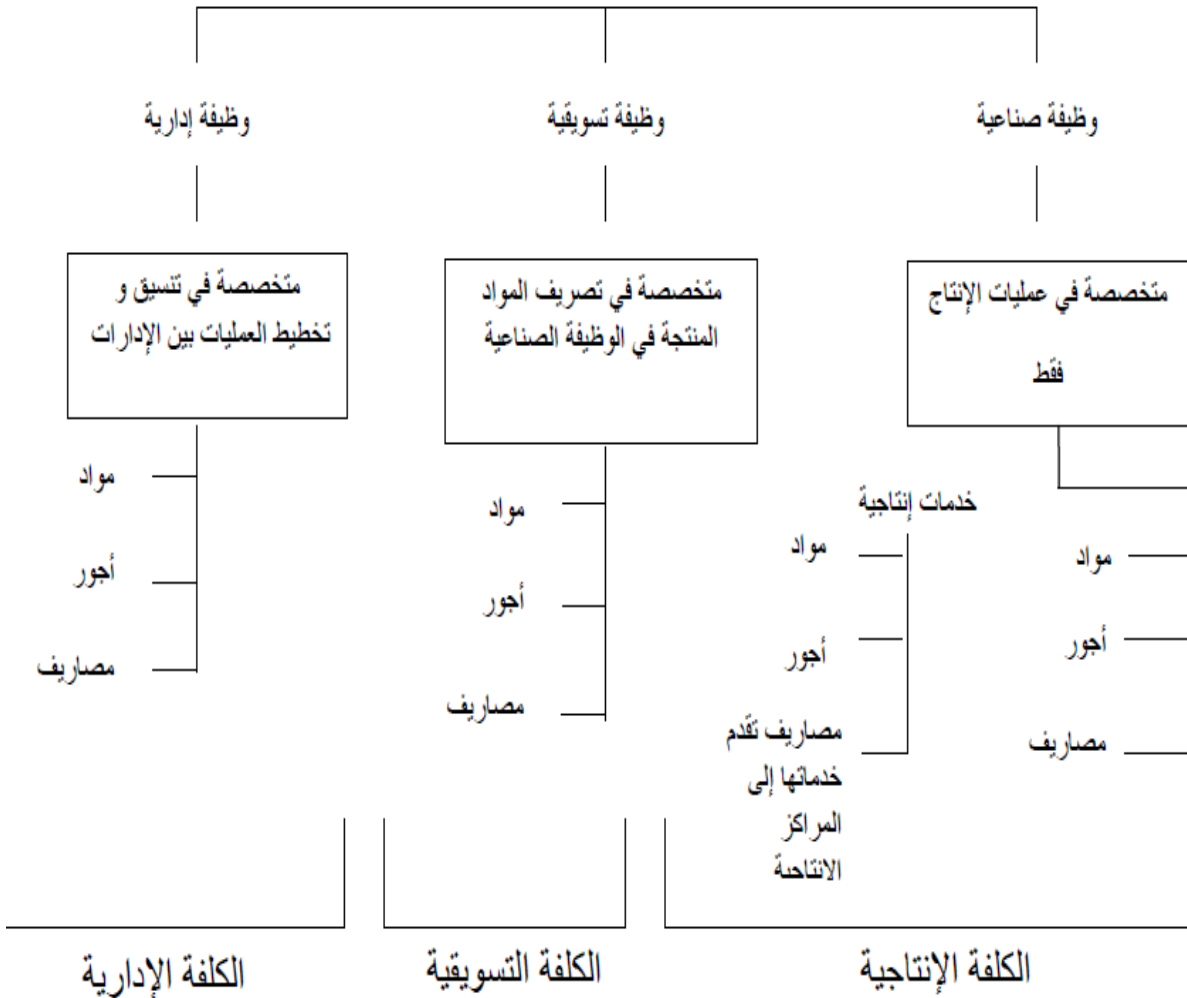 وظيفة صناعية
وظيفة تسويقية
وظيفة إدارية
متخصصة في عمليات الإنتاج
فقط
متخصصة في تصريف المواد
المنتجة في الوظيفة الصناعية
متخصصة في تنسيق و
تخطيط العمليات بين الإدارات
مواد
أجور
مصاريف
خدمات إنتاجية
مواد
أجور
مصاريف تقدم
خدماتها إلى
المراكز
الانتاجية
مواد
أجور
مصاريف
مواد
أجور
مصاريف
الكلفة الإنتاجية
الكلفة التسويقية
الكلفة الإدارية